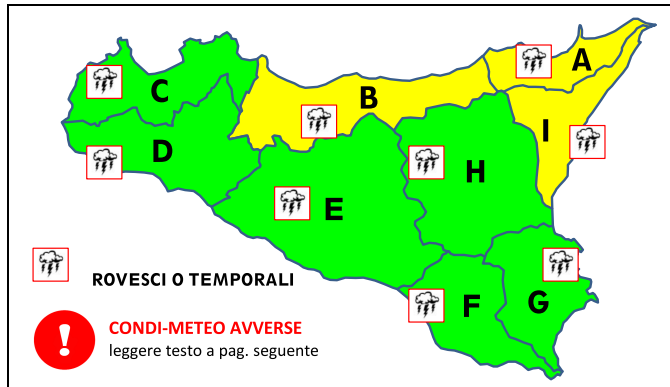 A
B
C
I
D
H
E
ROVESCI O TEMPORALI
F
G
CONDI-METEO AVVERSE
leggere testo a pag. seguente